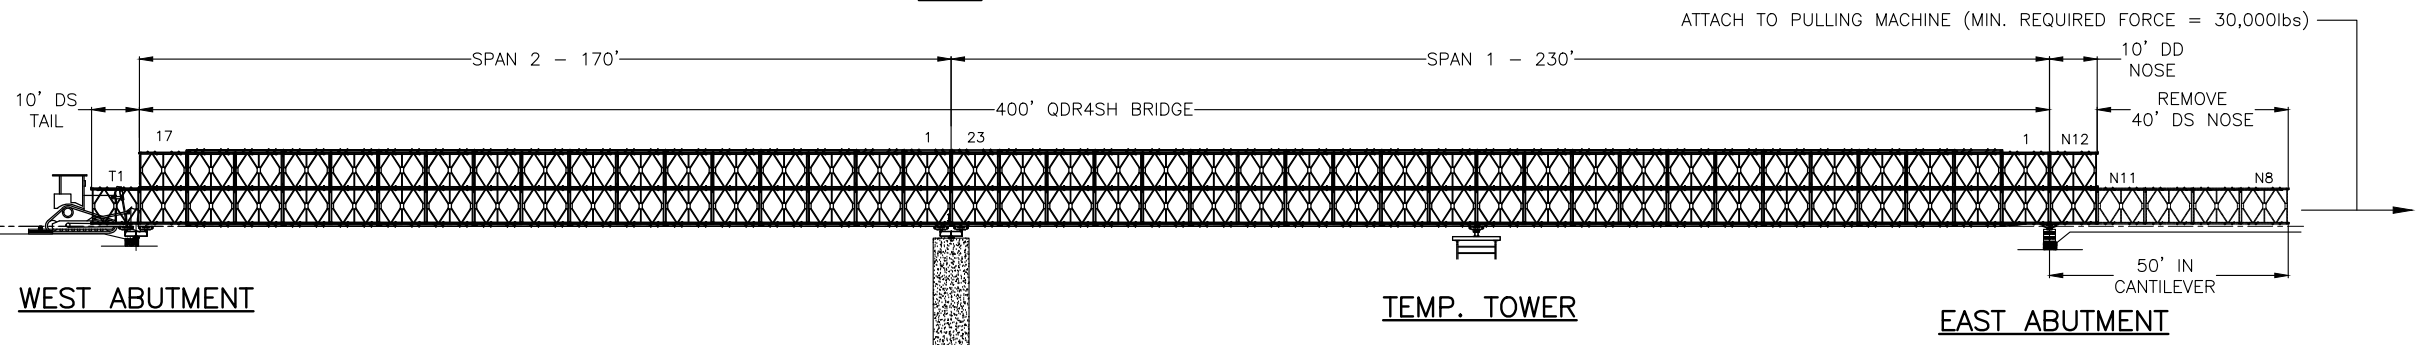 ATTACH TO PULLING MACHINE (MIN. REQUIRED FORCE = 30,000lbs)
SPAN 2 - 170'
SPAN 1 - 230'
10' DD
NOSE
10' DS
TAIL
400' QDR4SH BRIDGE
REMOVE
40' DS NOSE
17
1
23
1
N12
T1
N11
N8
50' IN
CANTILEVER
WEST ABUTMENT
TEMP. TOWER
EAST ABUTMENT